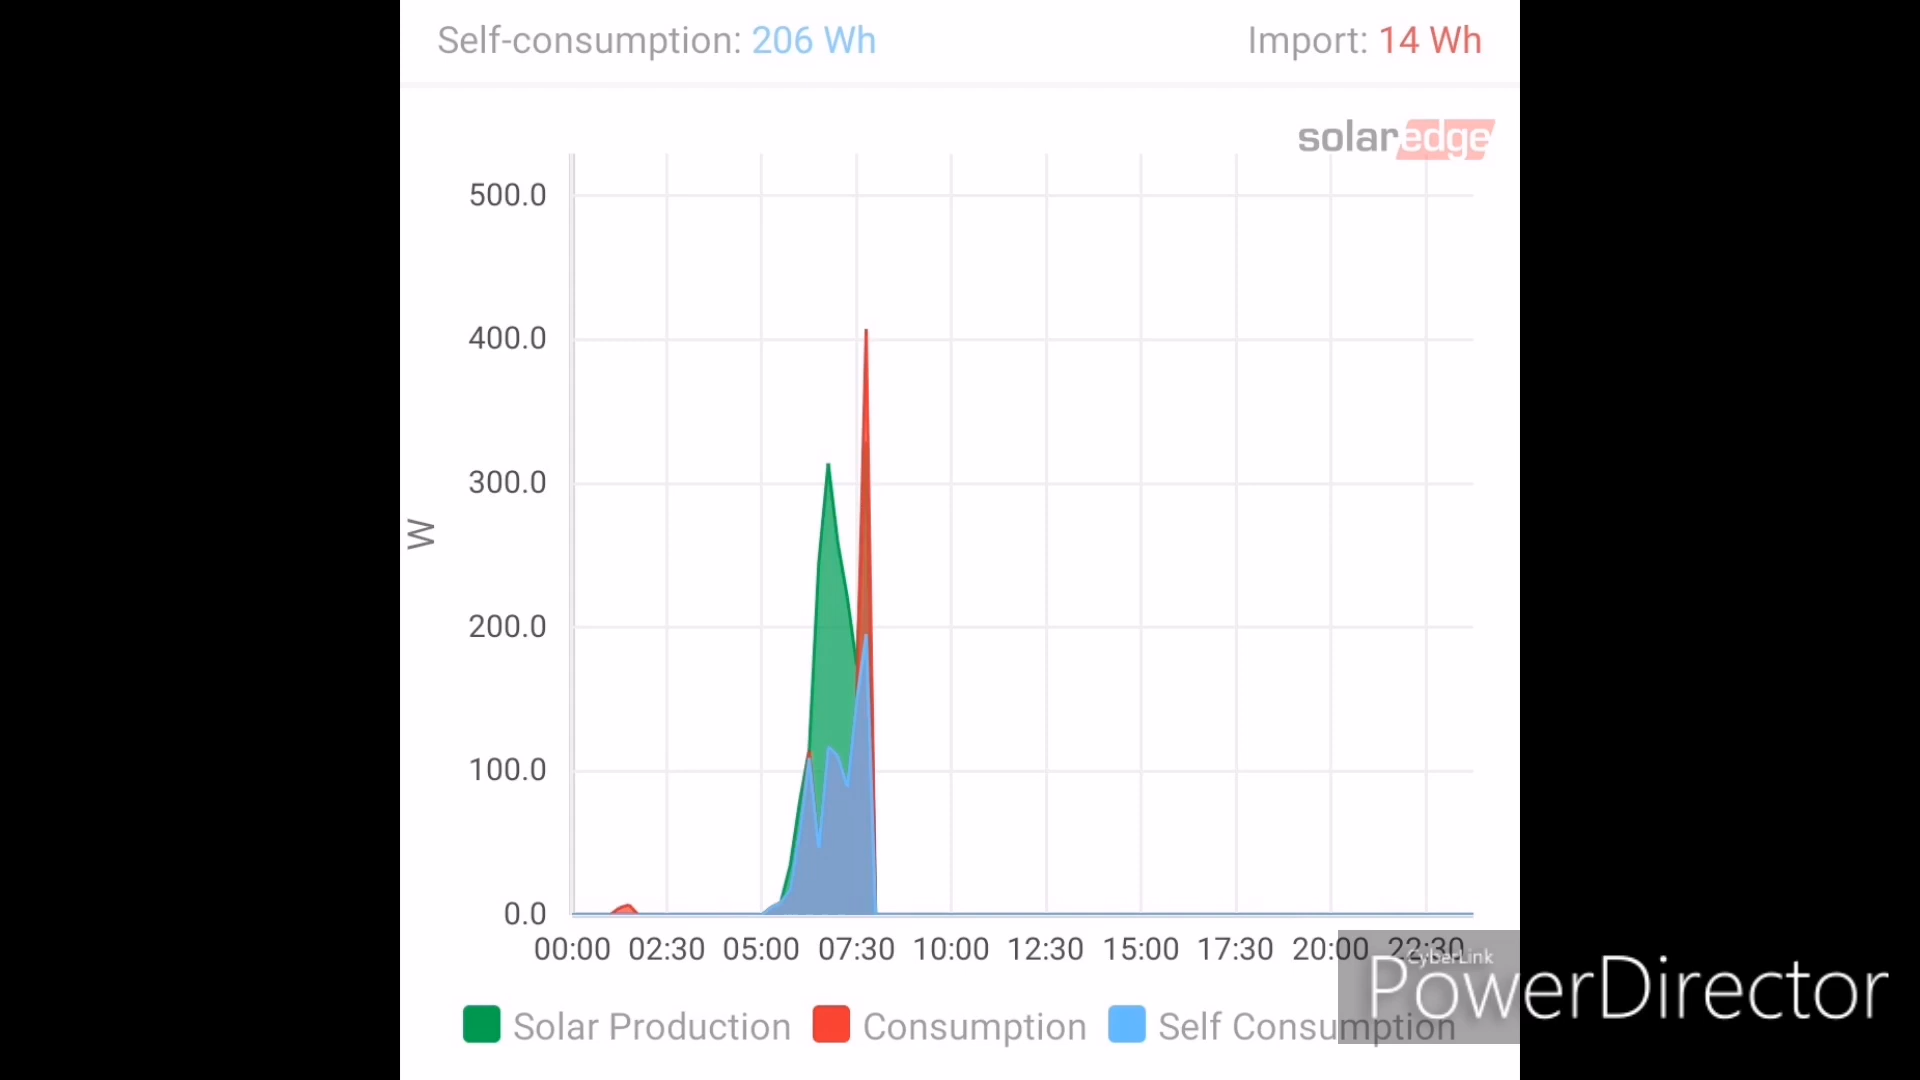 Self-consumption: 206 Wh Import: 14 Wh
solaredge
500.0
400.0
300.0
200.0
100.0
0.0
W
00:00 02:30 05:00 07:30 10:00 12:30 15:00 17:30 20:00 22:30
CyberLink
PowerDirector
Solar Production Consumption Self Consumption